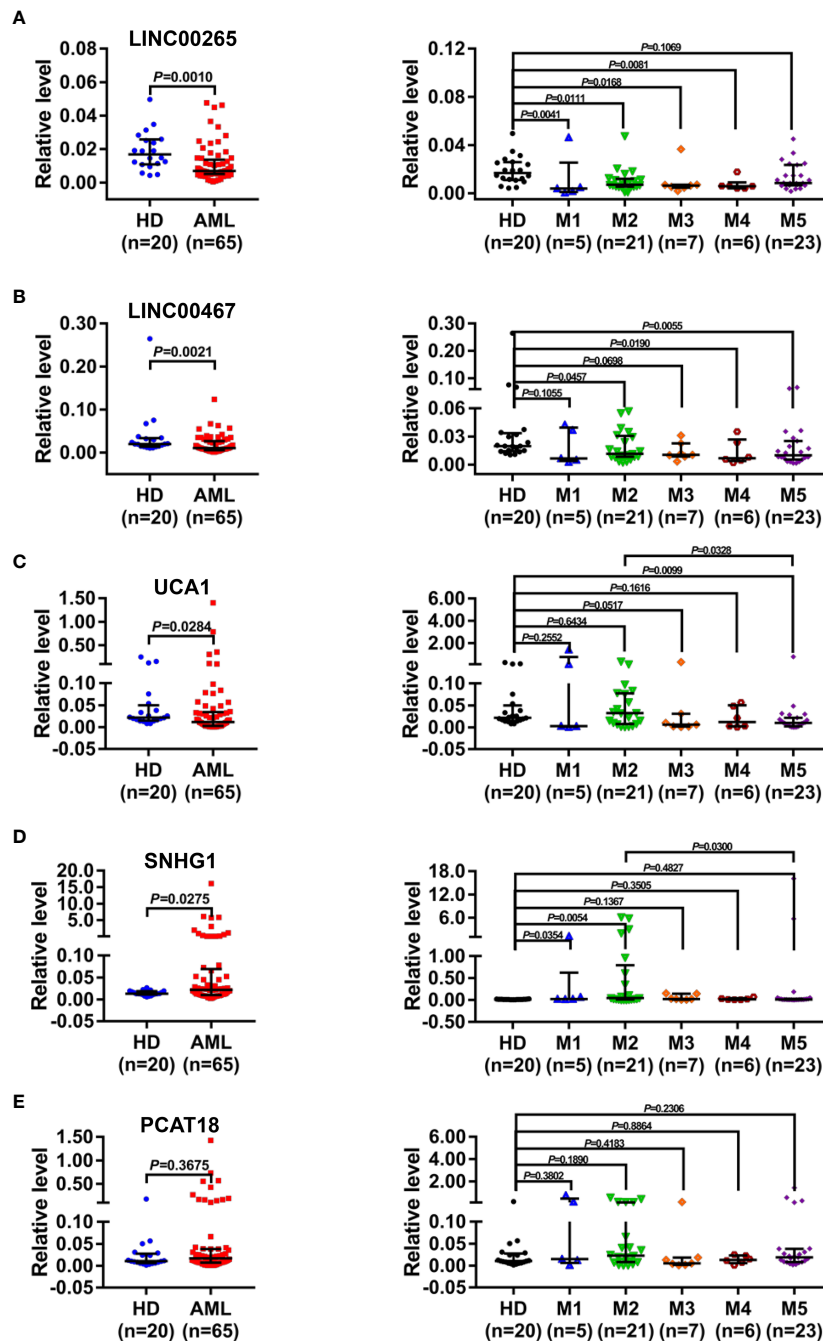 A
LINC00265
Relative level
0.08
0.06
0.04
0.02
0.00
P=0.0010
HD AML
(n=20) (n=65)
Relative level
0.12
0.08
0.04
0.00
P=0.1069
P=0.0081
P=0.0168
P=0.0111
P=0.0041
HD M1 M2 M3 M4 M5
(n=20) (n=5) (n=21) (n=7) (n=6) (n=23)
B
LINC00467
Relative level
0.30
0.20
0.10
0.00
P=0.0021
HD AML
(n=20) (n=65)
Relative level
0.30
0.20
0.10
0.06
0.03
0.00
P=0.0055
P=0.0190
P=0.0698
P=0.0457
P=0.1055
HD M1 M2 M3 M4 M5
(n=20) (n=5) (n=21) (n=7) (n=6) (n=23)
C
UCA1
Relative level
1.50
1.00
0.50
0.10
0.05
0.00
-0.05
P=0.0284
HD AML
(n=20) (n=65)
Relative level
6.00
2.00
0.10
0.05
0.00
-0.05
P=0.0328
P=0.0099
P=0.1616
P=0.0517
P=0.6434
P=0.2552
HD M1 M2 M3 M4 M5
(n=20) (n=5) (n=21) (n=7) (n=6) (n=23)
D
SNHG1
Relative level
20.0
15.0
10.0
5.0
0.10
0.05
0.00
-0.05
P=0.0275
HD AML
(n=20) (n=65)
Relative level
18.0
12.0
6.0
1.00
0.50
0.00
-0.50
P=0.0300
P=0.4827
P=0.3505
P=0.1367
P=0.0054
P=0.0354
HD M1 M2 M3 M4 M5
(n=20) (n=5) (n=21) (n=7) (n=6) (n=23)
E
PCAT18
Relative level
1.50
1.00
0.50
0.10
0.05
0.00
-0.05
P=0.3675
HD AML
(n=20) (n=65)
Relative level
6.00
2.00
0.10
0.05
0.00
-0.05
P=0.2306
P=0.8864
P=0.4183
P=0.1890
P=0.3802
HD M1 M2 M3 M4 M5
(n=20) (n=5) (n=21) (n=7) (n=6) (n=23)